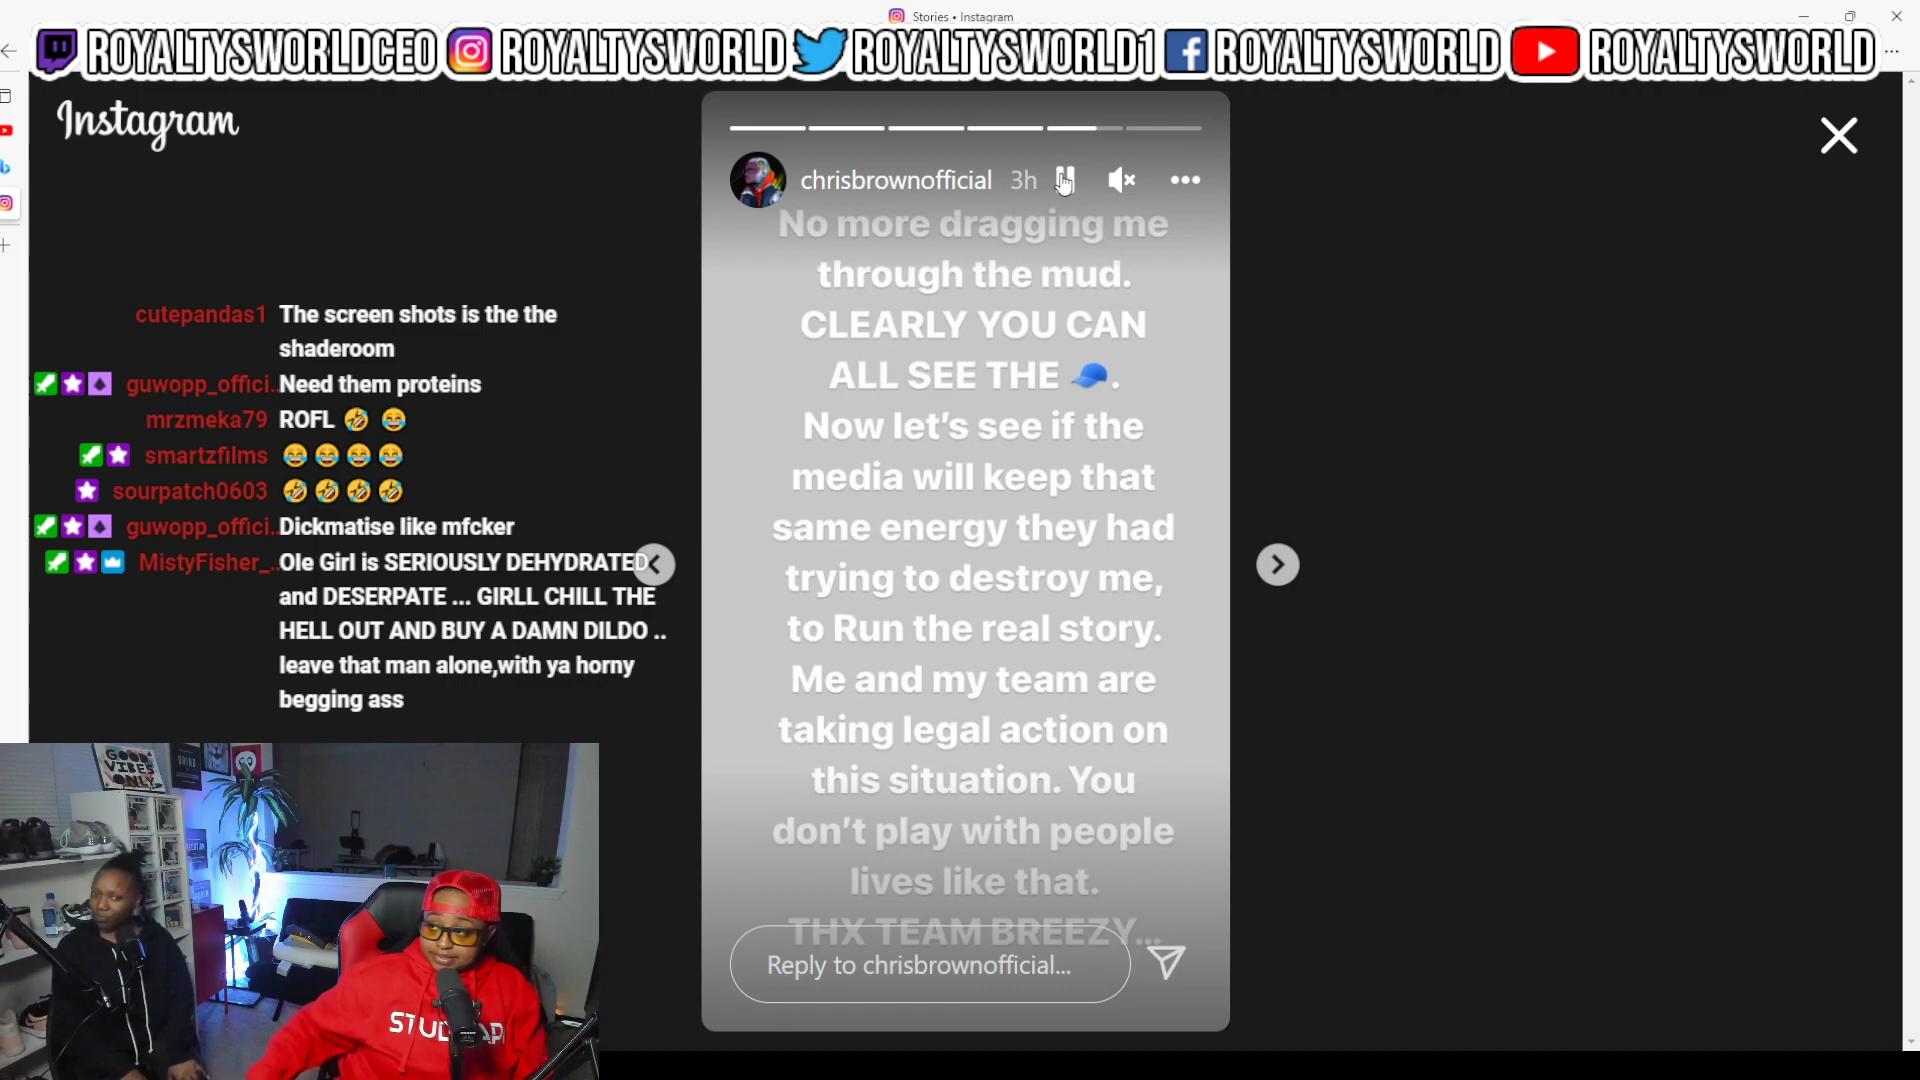 Stories • Instagram
ROYALTYSWORLDCEO ROYALTYSWORLD ROYALTYSWORLD1 ROYALTYSWORLD ROYALTYSWORLD
Instagram
chrisbrownofficial 3h
No more dragging me
through the mud.
CLEARLY YOU CAN
ALL SEE THE 🧢.
Now let's see if the
media will keep that
same energy they had
trying to destroy me,
to Run the real story.
Me and my team are
taking legal action on
this situation. You
don't play with people
lives like that.
THX TEAM BREEZY...
Reply to chrisbrownofficial...
cutepandas1 The screen shots is the the
shaderoom
guwopp_offici.. Need them proteins
mrzmeka79 ROFL 🤣 😂
smartzfilms 😂 😂 😂 😂
sourpatch0603 🤣 🤣 🤣 🤣
guwopp_offici.. Dickmatise like mfcker
MistyFisher_.. Ole Girl is SERIOUSLY DEHYDRATED
and DESERPATE ... GIRLL CHILL THE
HELL OUT AND BUY A DAMN DILDO ..
leave that man alone,with ya horny
begging ass
GOOD
VIBES
ONLY
GRIND